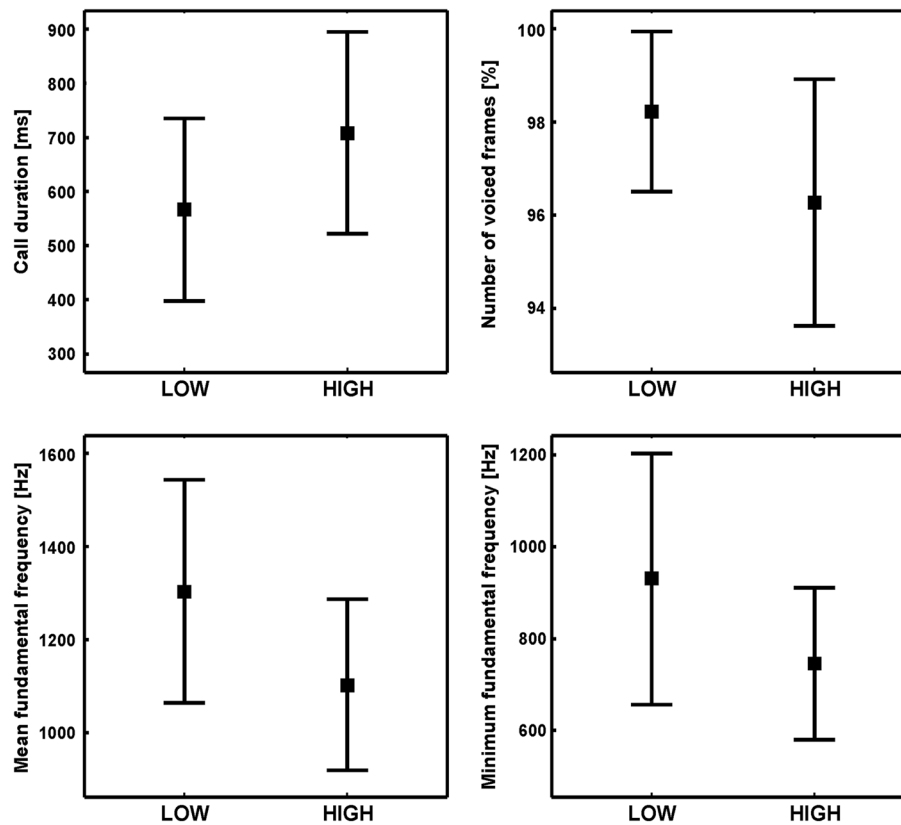 Call duration [ms]
900
800
700
600
500
400
300
LOW HIGH
Number of voiced frames [%]
100
98
96
94
LOW HIGH
Mean fundamental frequency [Hz]
1600
1400
1200
1000
LOW HIGH
Minimum fundamental frequency [Hz]
1200
1000
800
600
LOW HIGH